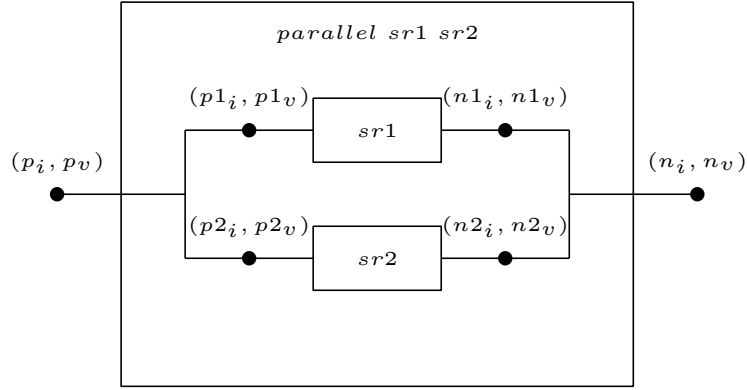 parallel sr1 sr2
(p1_i, p1_v) (n1_i, n1_v)
sr1
(p_i, p_v) (n_i, n_v)
(p2_i, p2_v) (n2_i, n2_v)
sr2